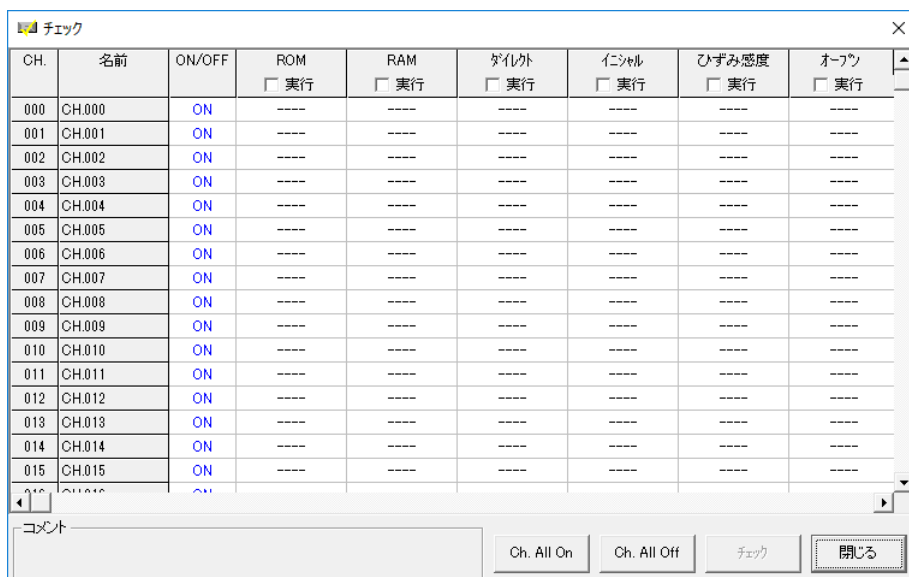 チェック
CH. 名前 ON/OFF ROM RAM ﾀﾞｲﾚｸﾄ ｲﾆｼｬﾙ ひずみ感度 ｵｰﾌﾟﾝ
実行 実行 実行 実行 実行 実行
000 CH.000 ON ---- ---- ---- ---- ---- ----
001 CH.001 ON ---- ---- ---- ---- ---- ----
002 CH.002 ON ---- ---- ---- ---- ---- ----
003 CH.003 ON ---- ---- ---- ---- ---- ----
004 CH.004 ON ---- ---- ---- ---- ---- ----
005 CH.005 ON ---- ---- ---- ---- ---- ----
006 CH.006 ON ---- ---- ---- ---- ---- ----
007 CH.007 ON ---- ---- ---- ---- ---- ----
008 CH.008 ON ---- ---- ---- ---- ---- ----
009 CH.009 ON ---- ---- ---- ---- ---- ----
010 CH.010 ON ---- ---- ---- ---- ---- ----
011 CH.011 ON ---- ---- ---- ---- ---- ----
012 CH.012 ON ---- ---- ---- ---- ---- ----
013 CH.013 ON ---- ---- ---- ---- ---- ----
014 CH.014 ON ---- ---- ---- ---- ---- ----
015 CH.015 ON ---- ---- ---- ---- ---- ----
コメント
Ch. All On Ch. All Off ﾁｪｯｸ 閉じる